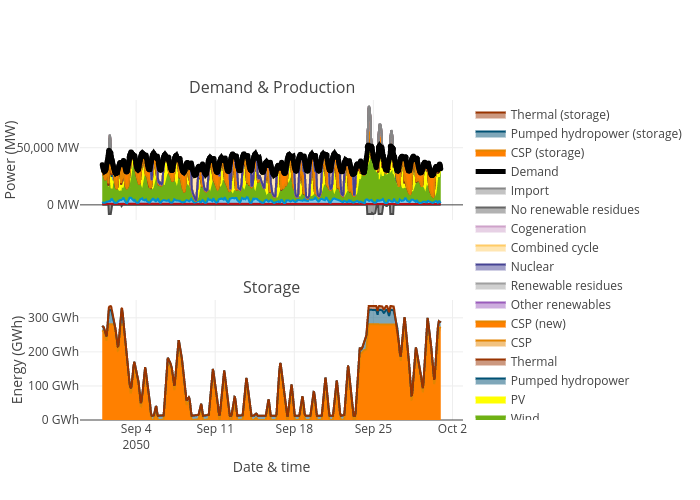 Demand & Production
Power (MW)
50,000 MW
0 MW
Storage
Energy (GWh)
300 GWh
200 GWh
100 GWh
0 GWh
Sep 4
2050
Sep 11
Sep 18
Sep 25
Oct 2
Date & time
Thermal (storage)
Pumped hydropower (storage)
CSP (storage)
Demand
Import
No renewable residues
Cogeneration
Combined cycle
Nuclear
Renewable residues
Other renewables
CSP (new)
CSP
Thermal
Pumped hydropower
PV
Wind